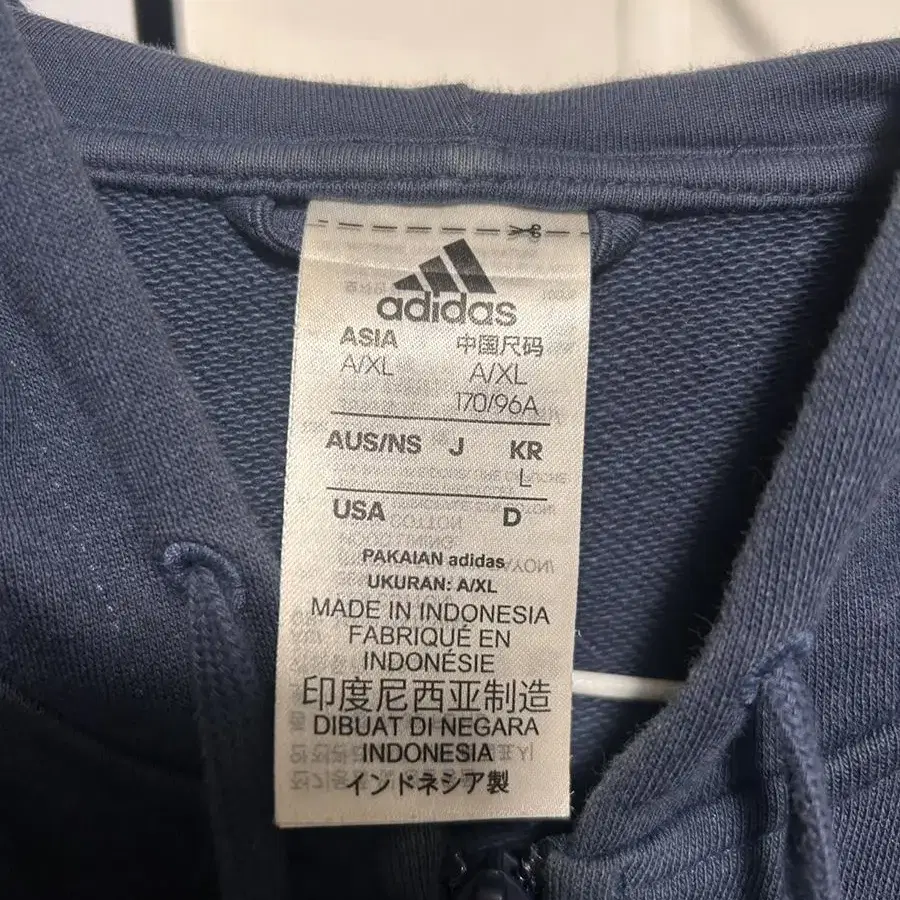 adidas
ASIA 中国尺码
A/XL A/XL
170/96A
AUS/NS J KR
L
USA D
PAKAIAN adidas
UKURAN: A/XL
MADE IN INDONESIA
FABRIQUÉ EN
INDONÉSIE
印度尼西亚制造
DIBUAT DI NEGARA
INDONESIA
インドネシア製